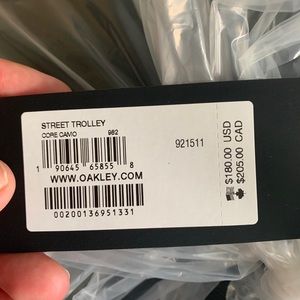 STREET TROLLEY
CORE CAMO 982
921511
1 90645 65855 8
WWW.OAKLEY.COM
00200136951331
$180.00 USD
$205.00 CAD